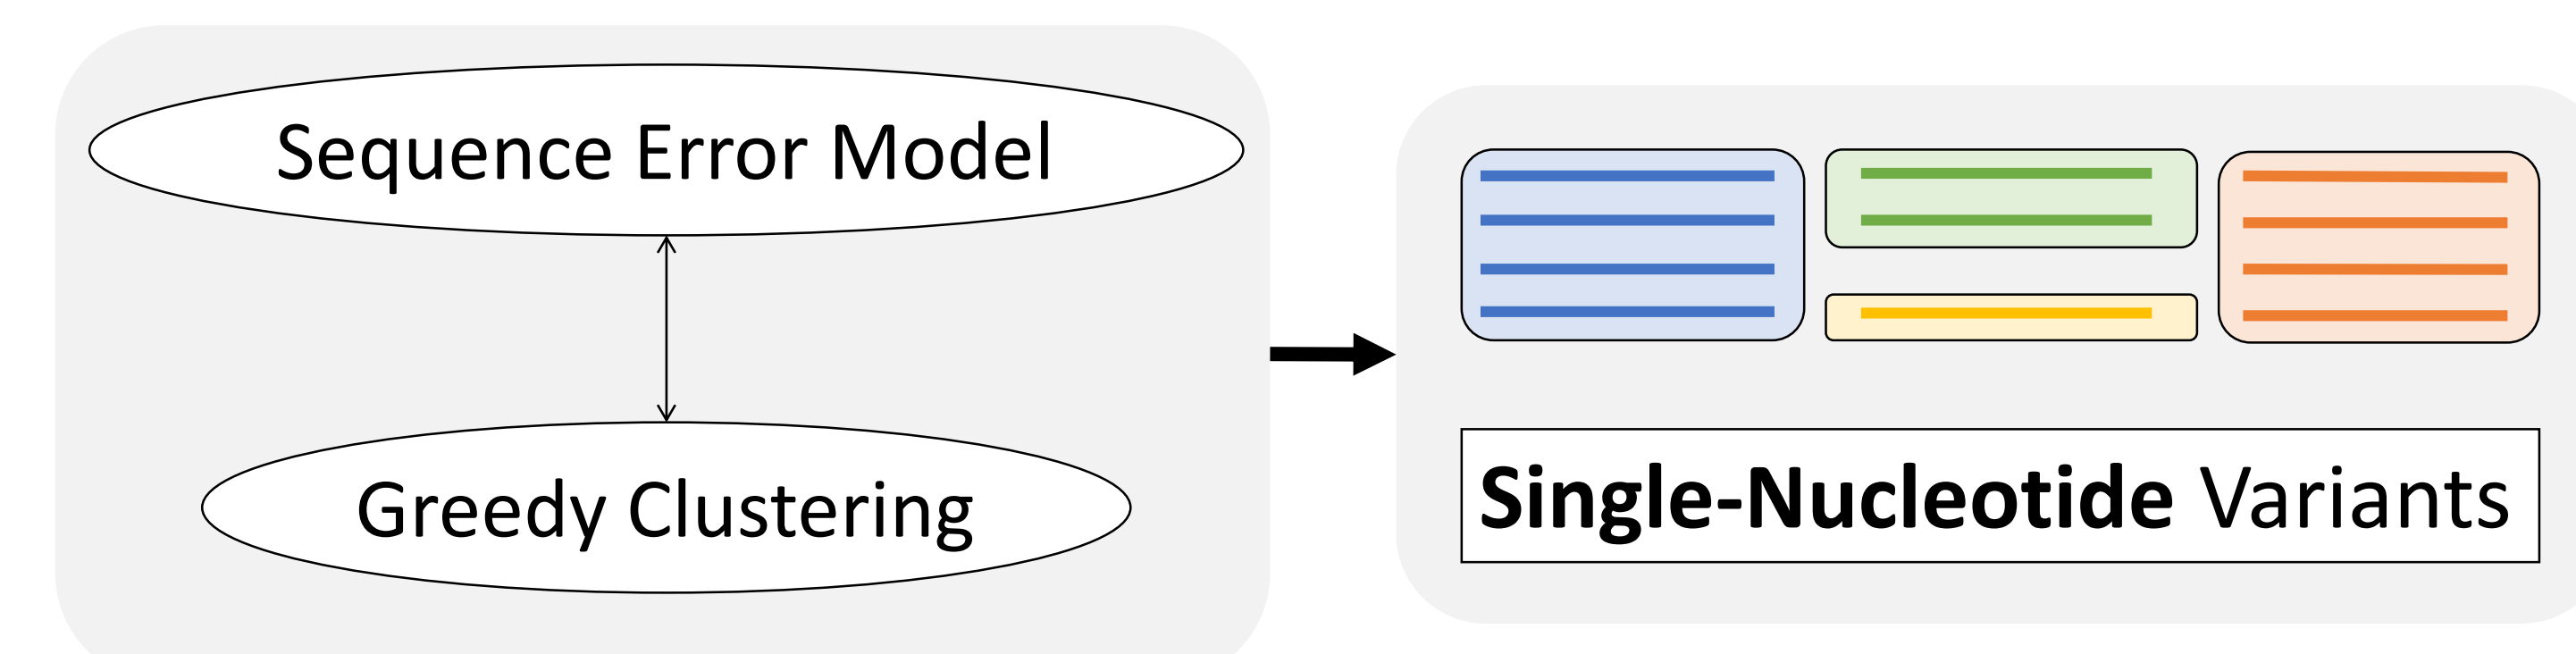 Sequence Error Model
Greedy Clustering
Single-Nucleotide Variants